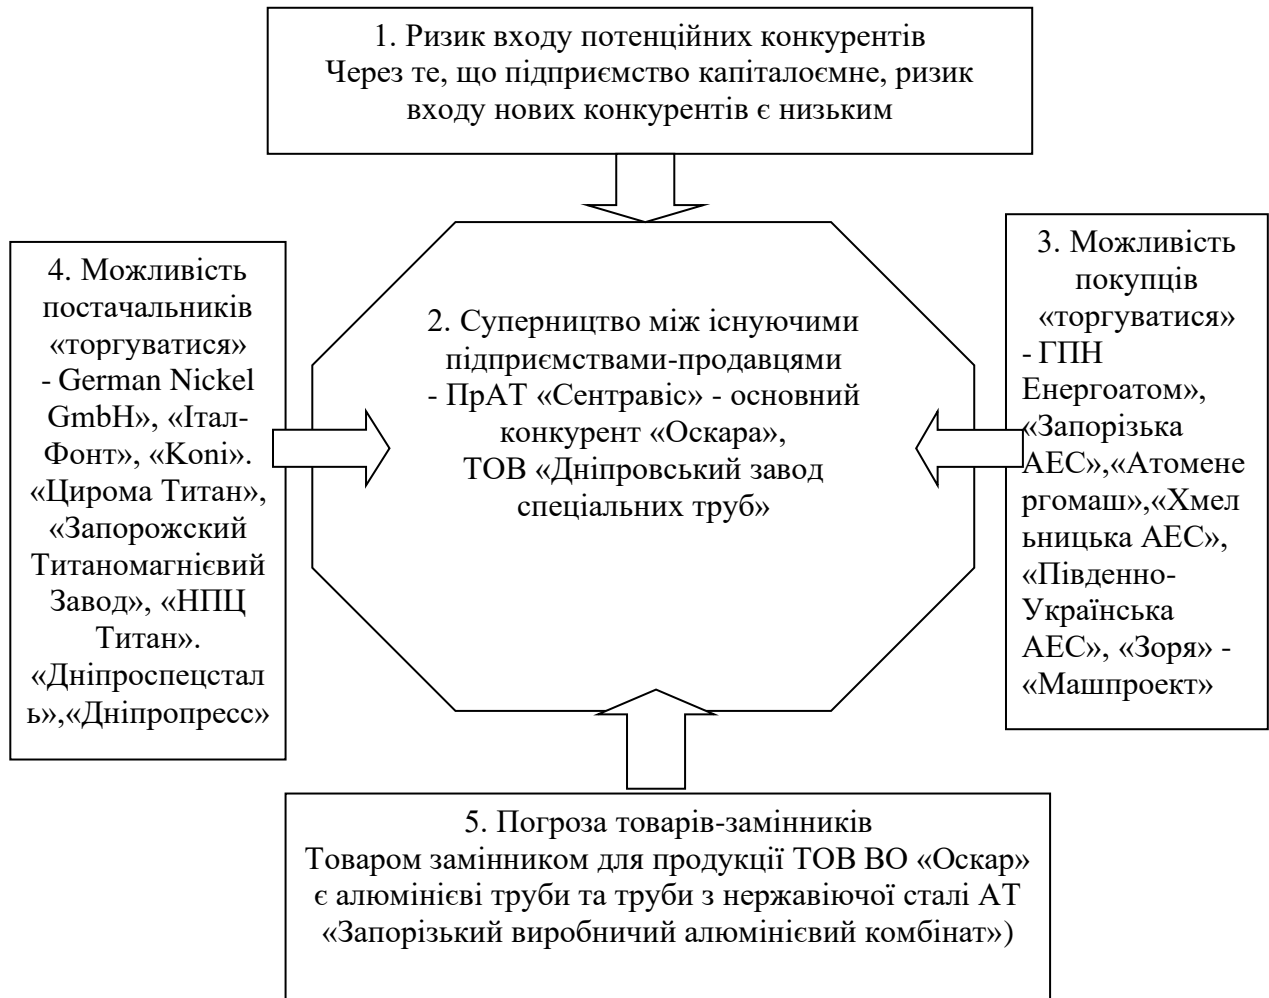 1. Ризик входу потенційних конкурентів
Через те, що підприємство капіталоємне, ризик
входу нових конкурентів є низьким
2. Суперництво між існуючими
підприємствами-продавцями
- ПрАТ «Сентравіс» - основний
конкурент «Оскара»,
ТОВ «Дніпровський завод
спеціальних труб»
3. Можливість
покупців
«торгуватися»
- ГПН
Енергоатом»,
«Запорізька
АЕС»,«Атомене
ргомаш»,«Хмел
ьницька АЕС»,
«Південно-
Українська
АЕС», «Зоря» -
«Машпроект»
4. Можливість
постачальників
«торгуватися»
- German Nickel
GmbH», «Італ-
Фонт», «Koni».
«Цирома Титан»,
«Запорожский
Титаномагнієвий
Завод», «НПЦ
Титан».
«Дніпроспецстал
ь»,«Дніпропресс»
5. Погроза товарів-замінників
Товаром замінником для продукції ТОВ ВО «Оскар»
є алюмінієві труби та труби з нержавіючої сталі АТ
«Запорізький виробничий алюмінієвий комбінат»)